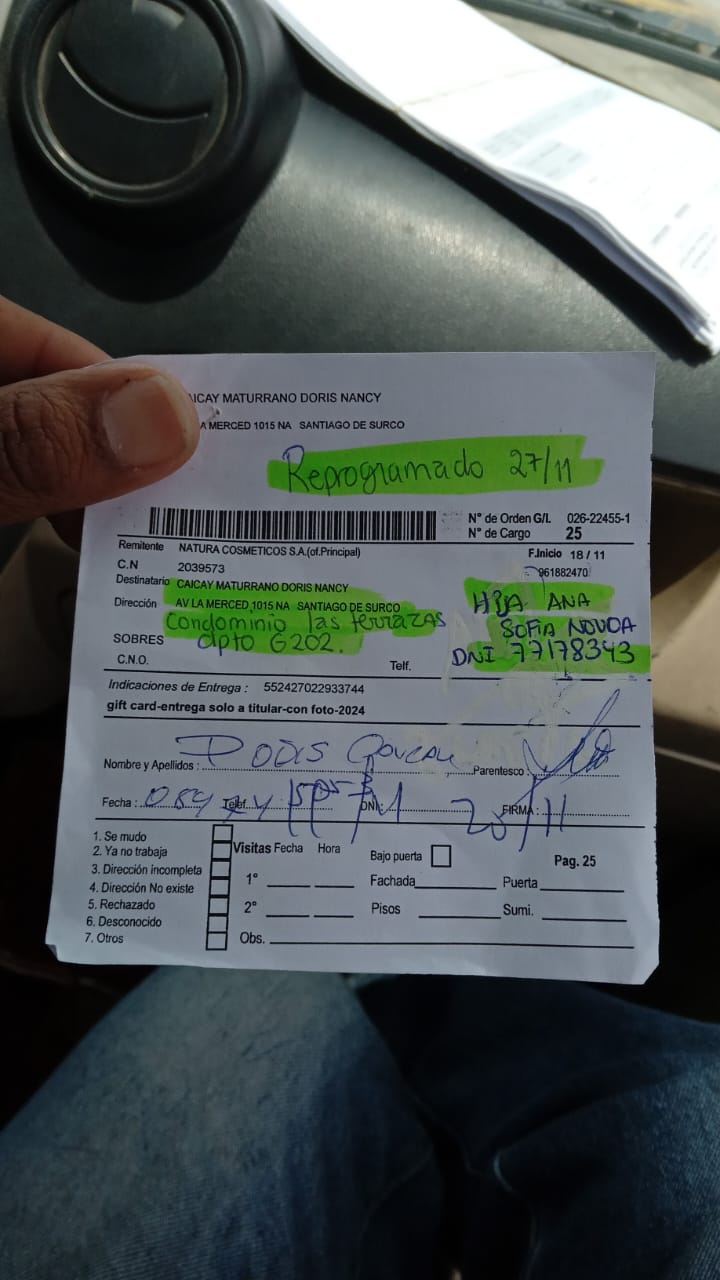 CAICAY MATURRANO DORIS NANCY
LA MERCED 1015 NA SANTIAGO DE SURCO
Reprogramado 27/11
N° de Orden G/L 026-22455-1
N° de Cargo 25
Remitente NATURA COSMETICOS S.A.(of.Principal)
F.Inicio 18 / 11
C.N 2039573
961882470
Destinatario CAICAY MATURRANO DORIS NANCY
HIJA ANA
Dirección AV LA MERCED 1015 NA SANTIAGO DE SURCO
Condominio las terrazas
SOFIA NOVOA
SOBRES dpto G202.
DNI 77178343
C.N.O. Telf.
Indicaciones de Entrega : 552427022933744
gift card-entrega solo a titular-con foto-2024
Nombre y Apellidos : DORIS Parentesco :
Fecha : Telef. DNI: FIRMA :
1. Se mudo
2. Ya no trabaja
3. Dirección incompleta
4. Dirección No existe
5. Rechazado
6. Desconocido
7. Otros
Visitas Fecha Hora Bajo puerta Pag. 25
1° Fachada Puerta
2° Pisos Sumi.
Obs.